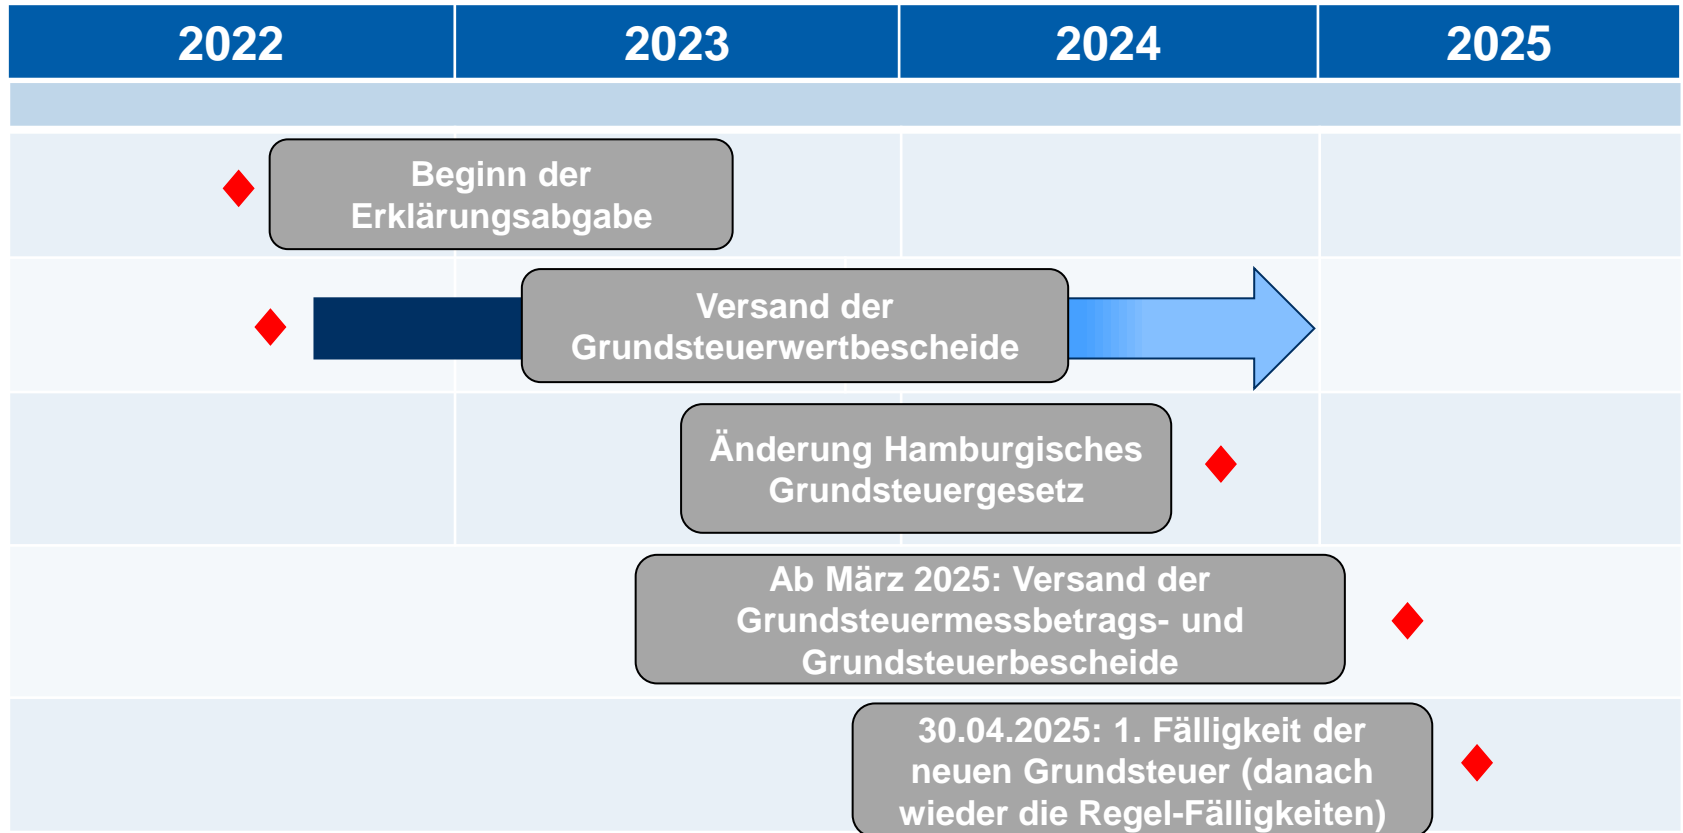 2022
2023
2024
2025
Beginn der
Erklärungsabgabe
Versand der
Grundsteuerwertbescheide
Änderung Hamburgisches
Grundsteuergesetz
Ab März 2025: Versand der
Grundsteuermessbetrags- und
Grundsteuerbescheide
30.04.2025: 1. Fälligkeit der
neuen Grundsteuer (danach
wieder die Regel-Fälligkeiten)